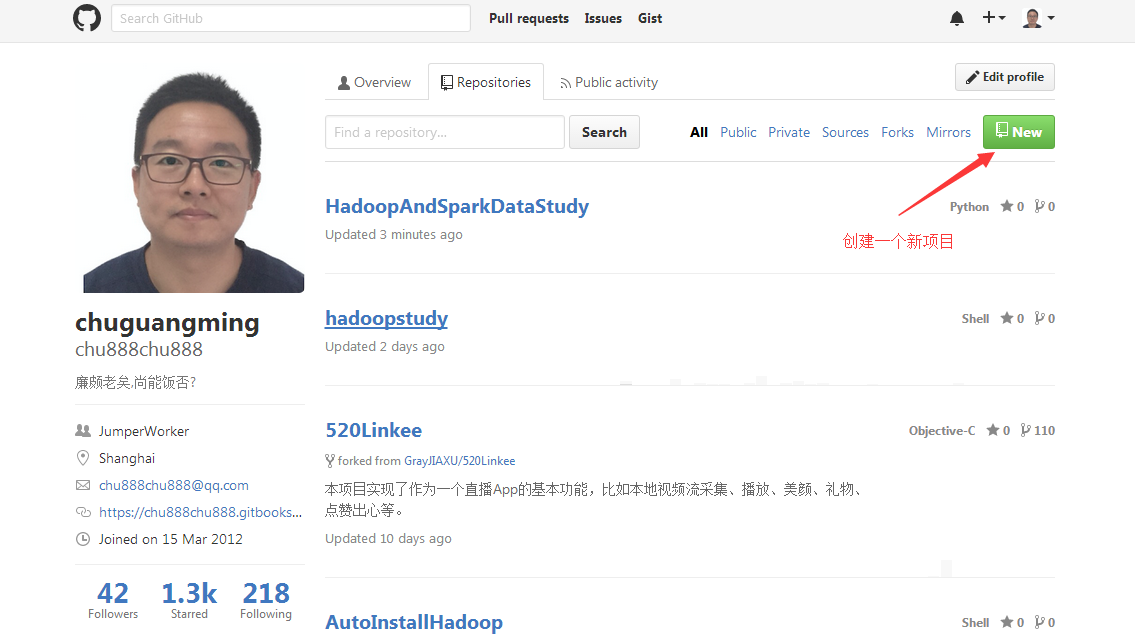 Search GitHub
Pull requests Issues Gist
Overview Repositories Public activity
Edit profile
Find a repository...
Search
All Public Private Sources Forks Mirrors
New
HadoopAndSparkDataStudy
Python 0 0
Updated 3 minutes ago
创建一个新项目
hadoopstudy
Shell 0 0
Updated 2 days ago
chuguangming
chu888chu888
廉颇老矣,尚能饭否?
JumperWorker
Shanghai
chu888chu888@qq.com
https://chu888chu888.gitbooks...
Joined on 15 Mar 2012
42 1.3k 218
Followers Starred Following
520Linkee
Objective-C 0 110
forked from GrayJIAXU/520Linkee
本项目实现了作为一个直播App的基本功能，比如本地视频流采集、播放、美颜、礼物、
点赞出心等。
Updated 10 days ago
AutoInstallHadoop
Shell 0 0